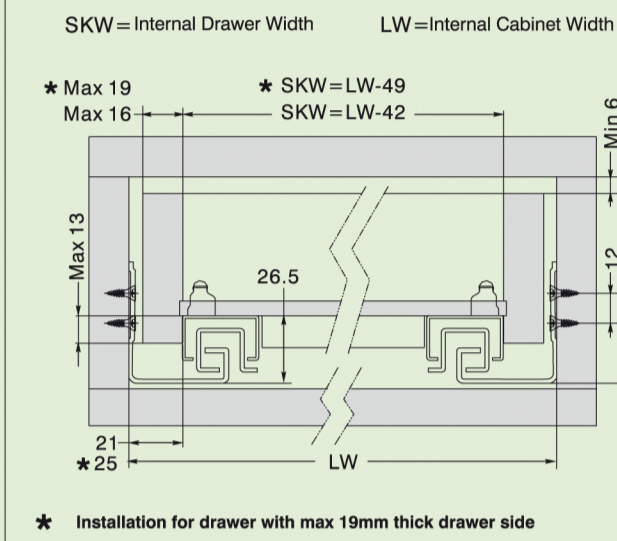 SKW=Internal Drawer Width LW=Internal Cabinet Width
* Max 19 * SKW=LW-49
Max 16 SKW=LW-42
Min 6
Max 13
26.5
12
21
* 25 LW
* Installation for drawer with max 19mm thick drawer side